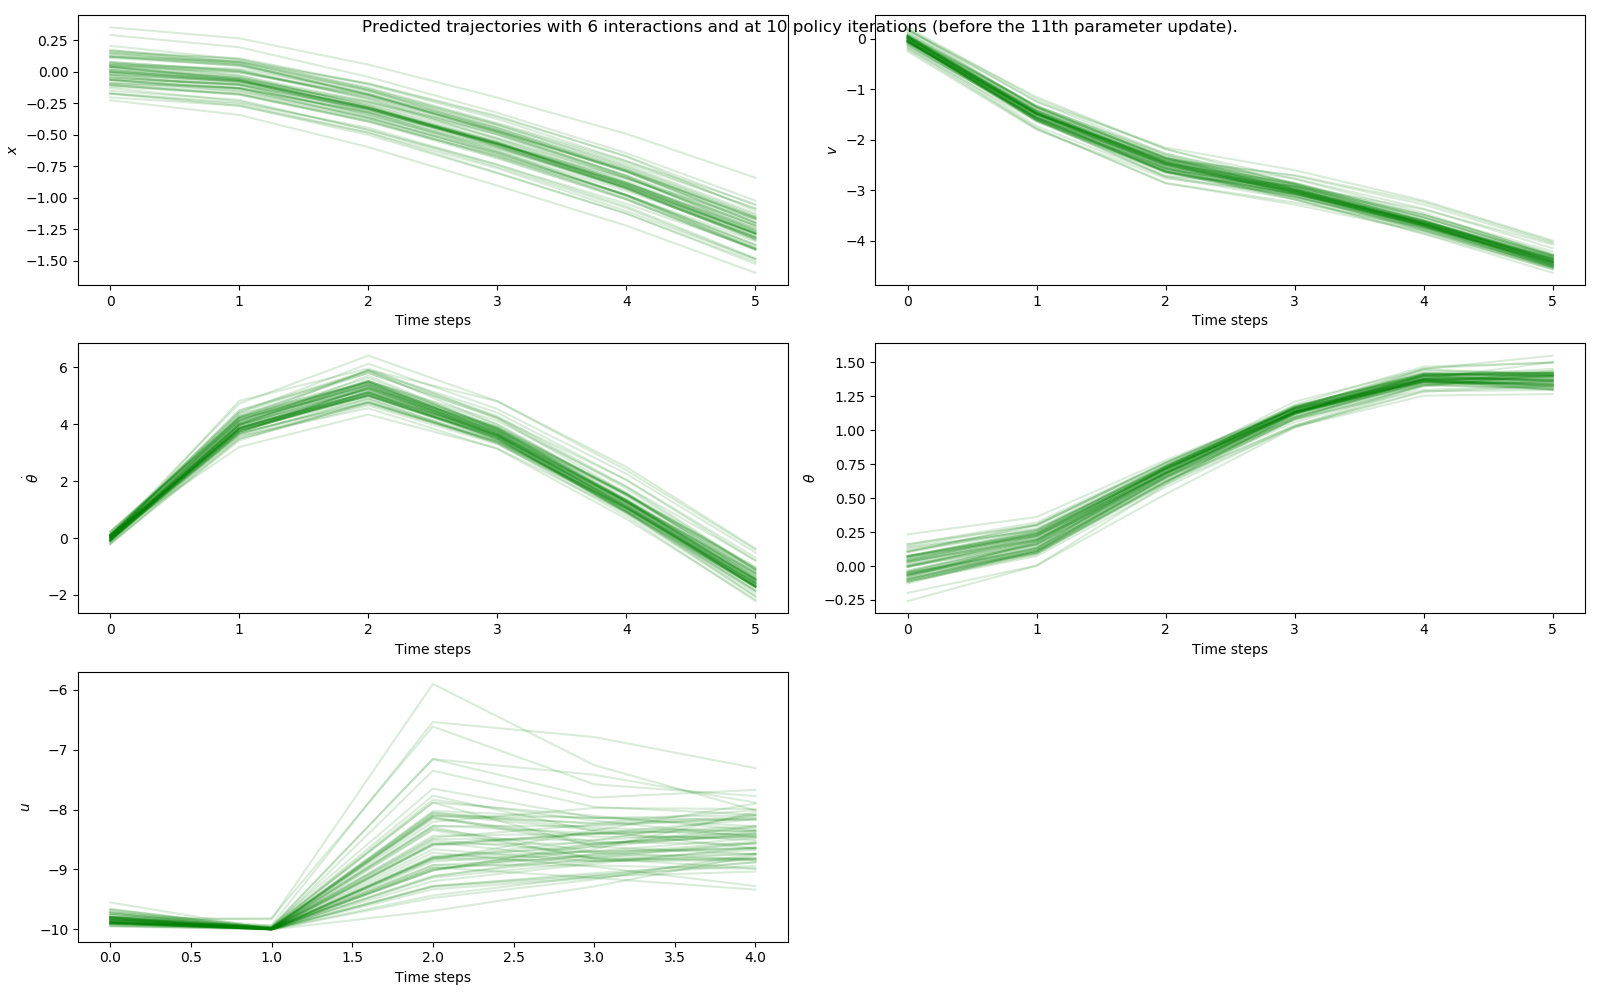 Predicted trajectories with 6 interactions and at 10 policy iterations (before the 11th parameter update).
0.25
0.00
−0.25
−0.50
−0.75
−1.00
−1.25
−1.50
x
0 1 2 3 4 5
Time steps
0
−1
−2
−3
−4
v
0 1 2 3 4 5
Time steps
6
4
2
0
−2
θ̇
0 1 2 3 4 5
Time steps
1.50
1.25
1.00
0.75
0.50
0.25
0.00
−0.25
θ
0 1 2 3 4 5
Time steps
−6
−7
−8
−9
−10
u
0.0 0.5 1.0 1.5 2.0 2.5 3.0 3.5 4.0
Time steps